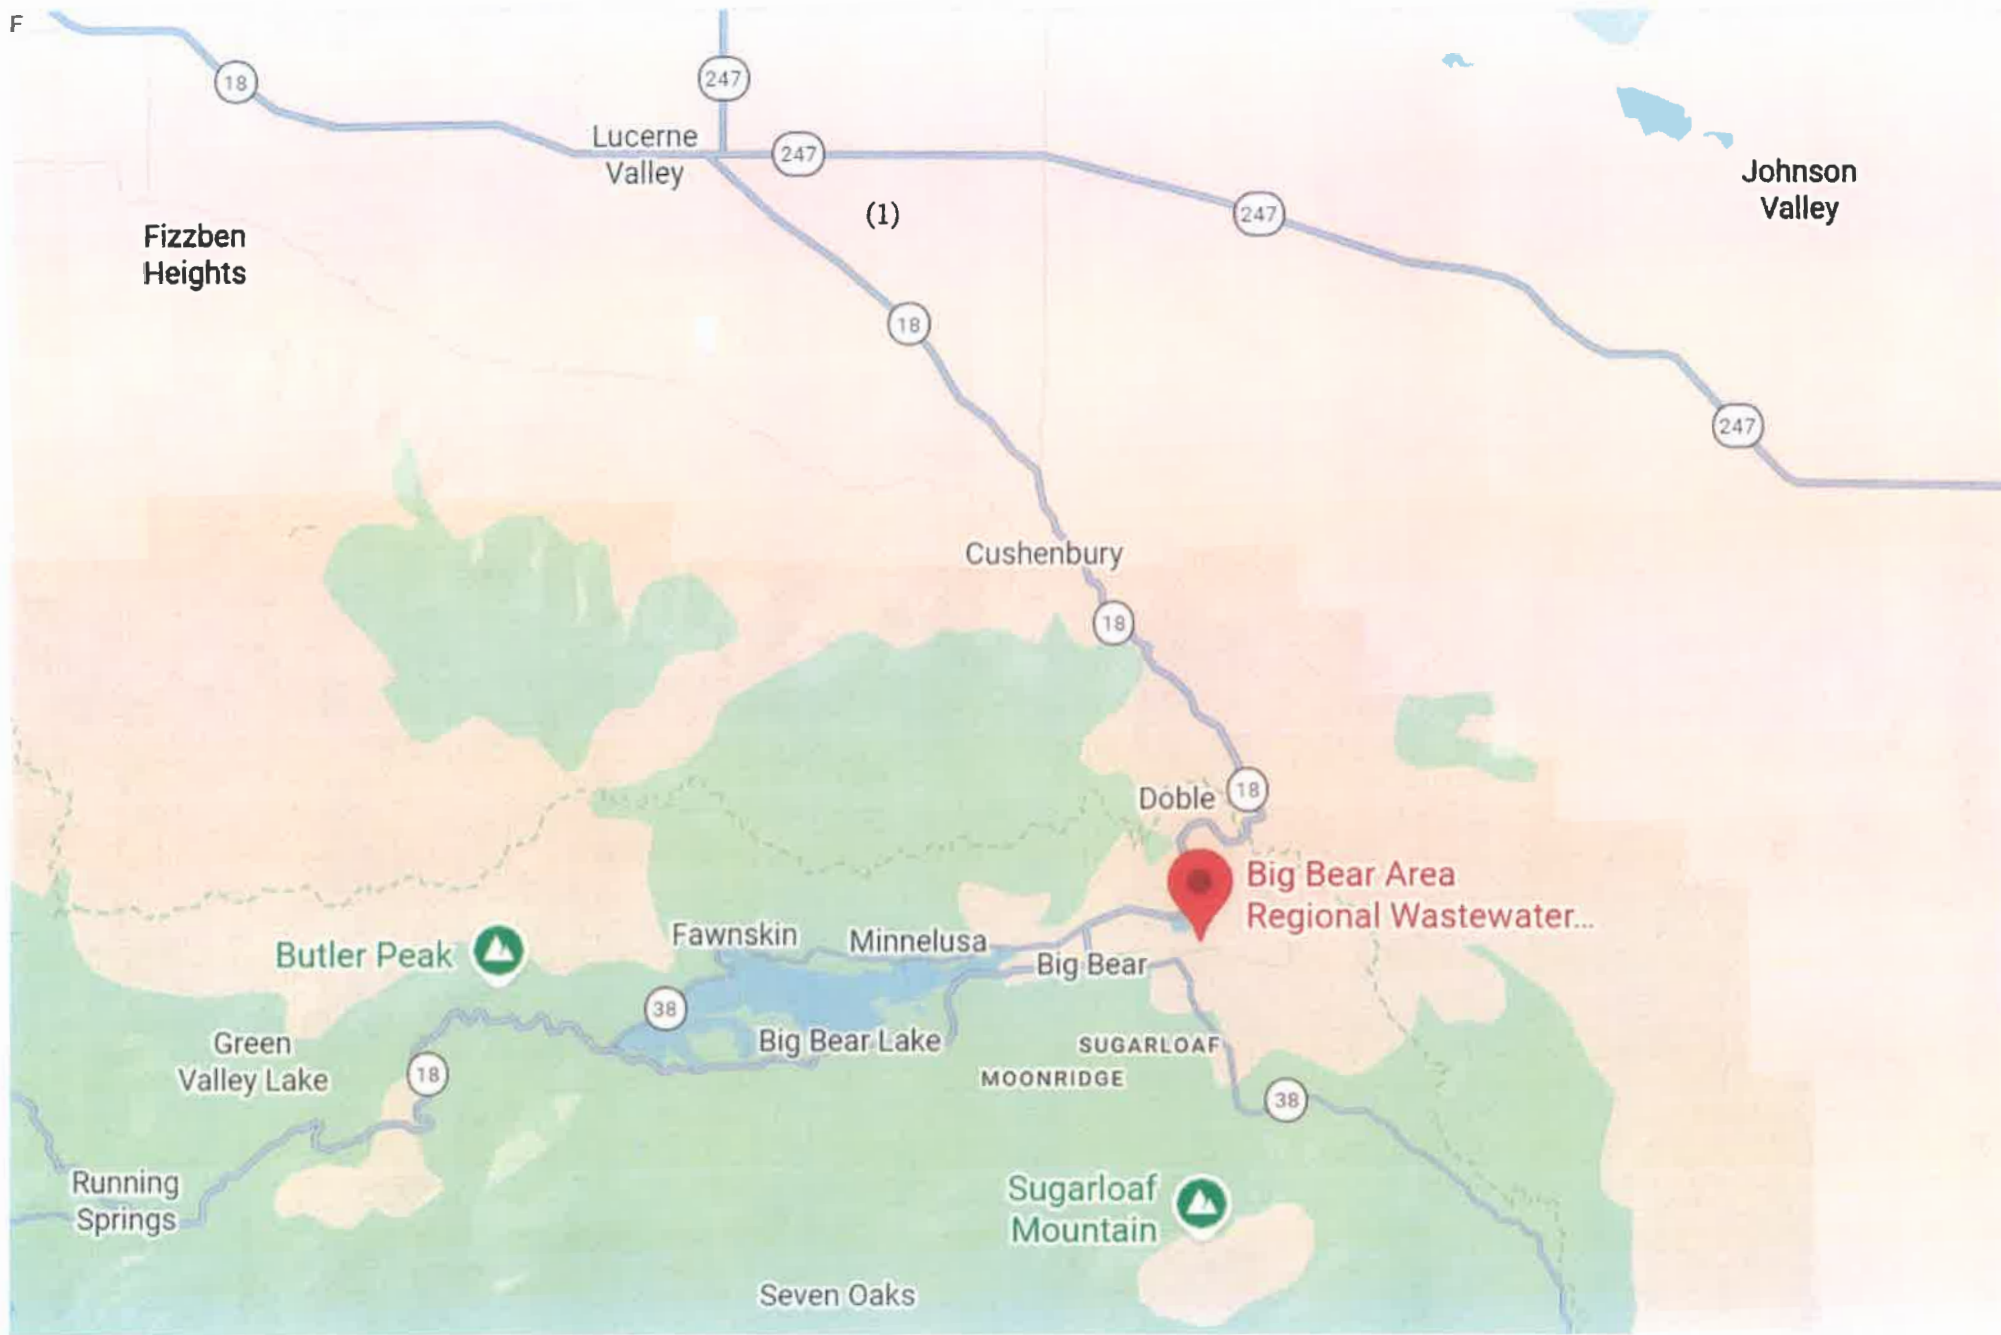 F
18
247
Lucerne
Valley
247
Johnson
Valley
(1)
247
Fizzben
Heights
18
247
Cushenbury
18
Doble
18
Big Bear Area
Regional Wastewater...
Fawnskin
Minnelusa
Butler Peak
Big Bear
38
Green
Valley Lake
Big Bear Lake
SUGARLOAF
18
MOONRIDGE
38
Running
Springs
Sugarloaf
Mountain
Seven Oaks